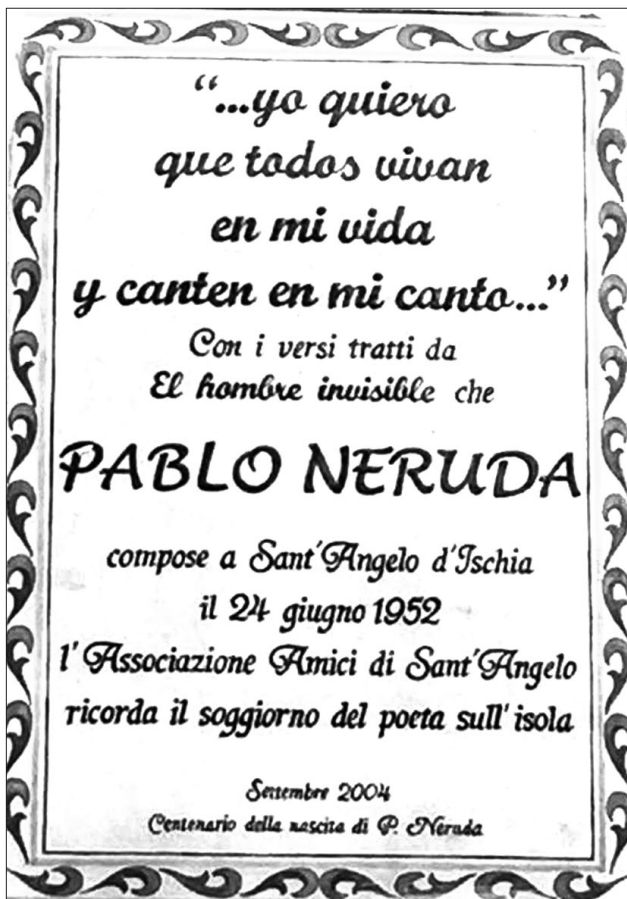 “...yo quiero
que todos vivan
en mi vida
y canten en mi canto...”
Con i versi tratti da
El hombre invisible che
PABLO NERUDA
compose a Sant'Angelo d'Ischia
il 24 giugno 1952
l'Associazione Amici di Sant'Angelo
ricorda il soggiorno del poeta sull'isola
Settembre 2004
Centenario della nascita di P. Neruda